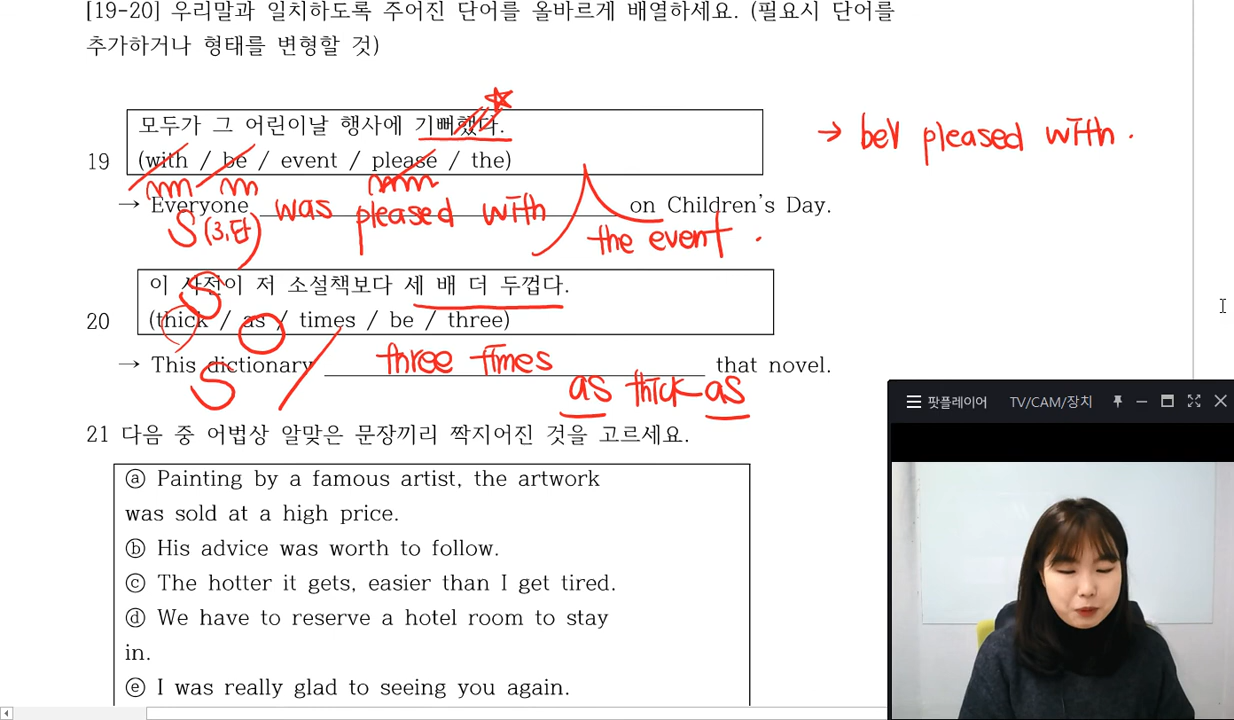 [19-20] 우리말과 일치하도록 주어진 단어를 올바르게 배열하세요. (필요시 단어를
추가하거나 형태를 변형할 것)
모두가 그 어린이날 행사에 기뻐했다.
→ be동 pleased with.
19 (with / be / event / please / the)
→ Everyone was pleased with on Children's Day.
S (3,단)
the event.
이 사전이 저 소설책보다 세 배 더 두껍다.
S
20 (thick / as / times / be / three)
→ This dictionary three times that novel.
S
as thick as
팟플레이어 TV/CAM/장치
21 다음 중 어법상 알맞은 문장끼리 짝지어진 것을 고르세요.
ⓐ Painting by a famous artist, the artwork
was sold at a high price.
ⓑ His advice was worth to follow.
ⓒ The hotter it gets, easier than I get tired.
ⓓ We have to reserve a hotel room to stay
in.
ⓔ I was really glad to seeing you again.